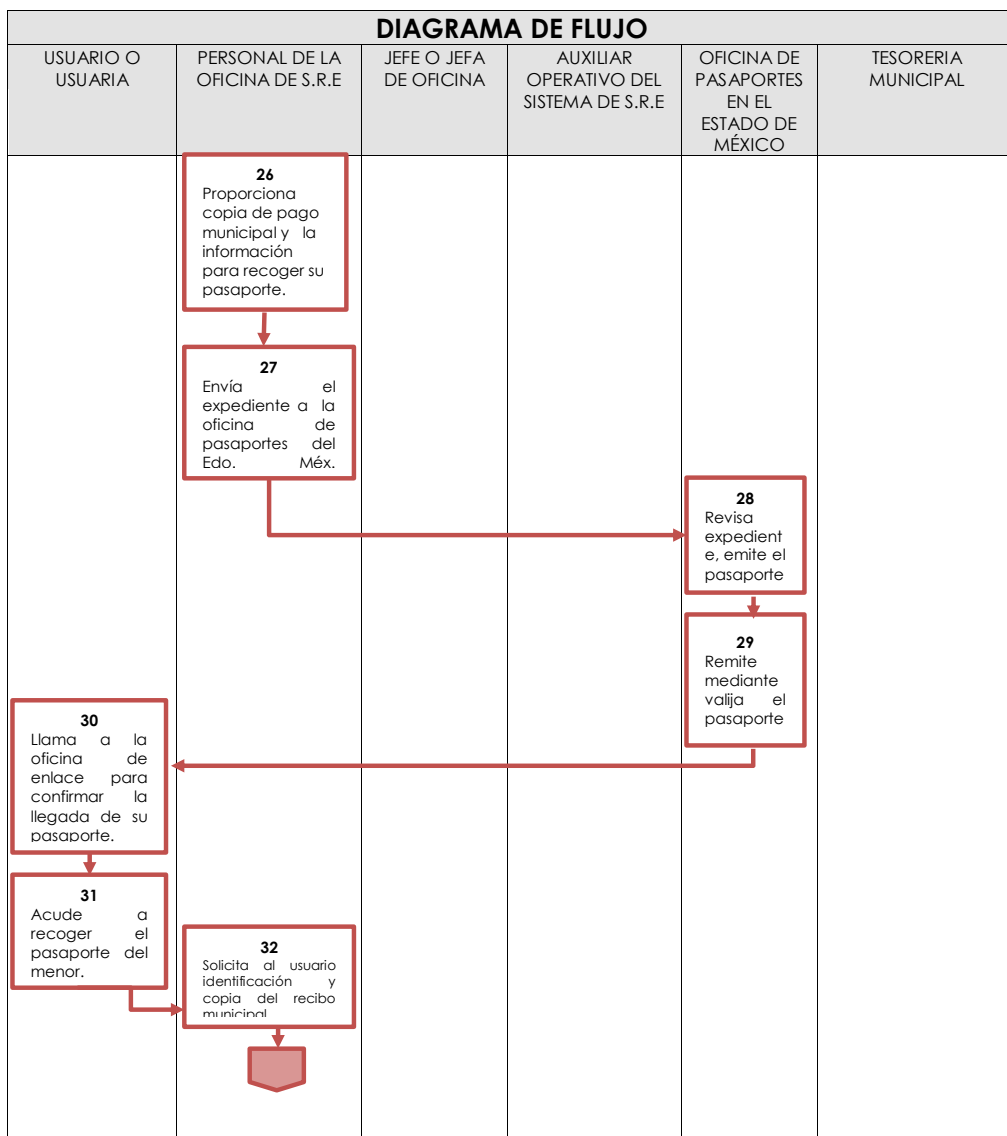 DIAGRAMA DE FLUJO
USUARIO O
USUARIA
PERSONAL DE LA
OFICINA DE S.R.E
JEFE O JEFA
DE OFICINA
AUXILIAR
OPERATIVO DEL
SISTEMA DE S.R.E
OFICINA DE
PASAPORTES
EN EL
ESTADO DE
MÉXICO
TESORERIA
MUNICIPAL
26
Proporciona
copia de pago
municipal y la
información
para recoger su
pasaporte.
27
Envía el
expediente a la
oficina de
pasaportes del
Edo. Méx.
28
Revisa
expedient
e, emite el
pasaporte
29
Remite
mediante
valija el
pasaporte
30
Llama a la
oficina de
enlace para
confirmar la
llegada de su
pasaporte.
31
Acude a
recoger el
pasaporte del
menor.
32
Solicita al usuario
identificación y
copia del recibo
municipal